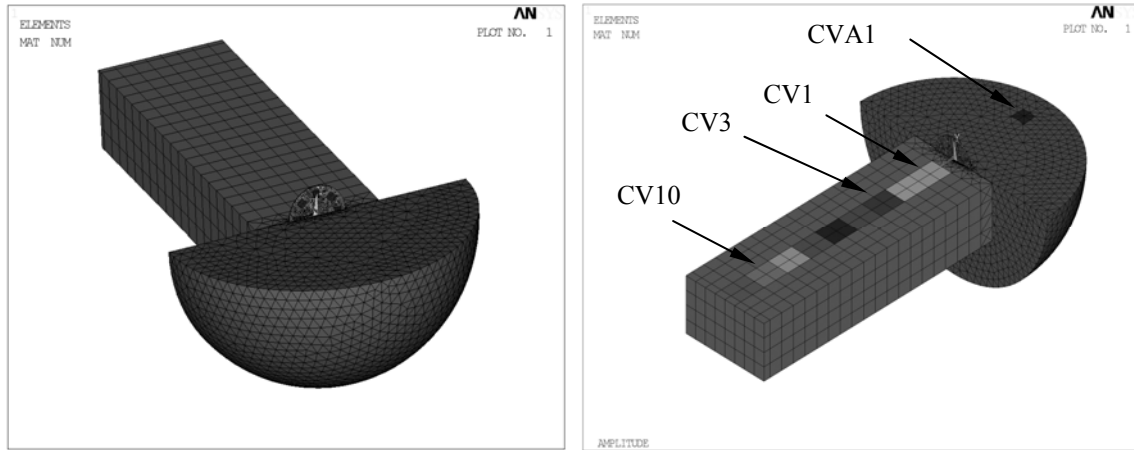 ELEMENTS
MAT NUM
AN
PLOT NO. 1
ELEMENTS
MAT NUM
AN
PLOT NO. 1
CVA1
CV1
CV3
CV10
Y
AMPLITUDE